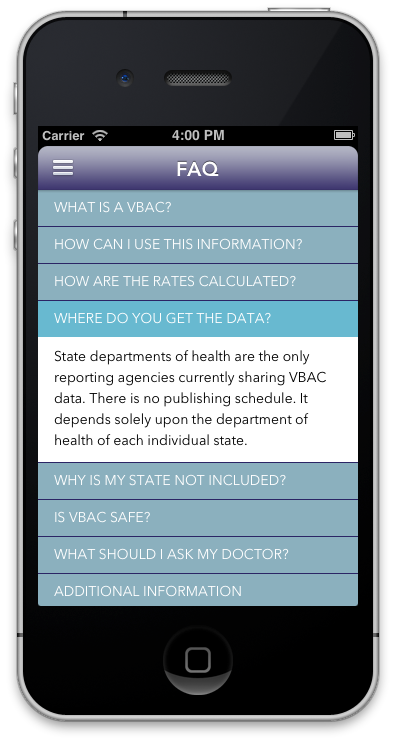 Carrier 4:00 PM
FAQ
WHAT IS A VBAC?
HOW CAN I USE THIS INFORMATION?
HOW ARE THE RATES CALCULATED?
WHERE DO YOU GET THE DATA?
State departments of health are the only
reporting agencies currently sharing VBAC
data. There is no publishing schedule. It
depends solely upon the department of
health of each individual state.
WHY IS MY STATE NOT INCLUDED?
IS VBAC SAFE?
WHAT SHOULD I ASK MY DOCTOR?
ADDITIONAL INFORMATION